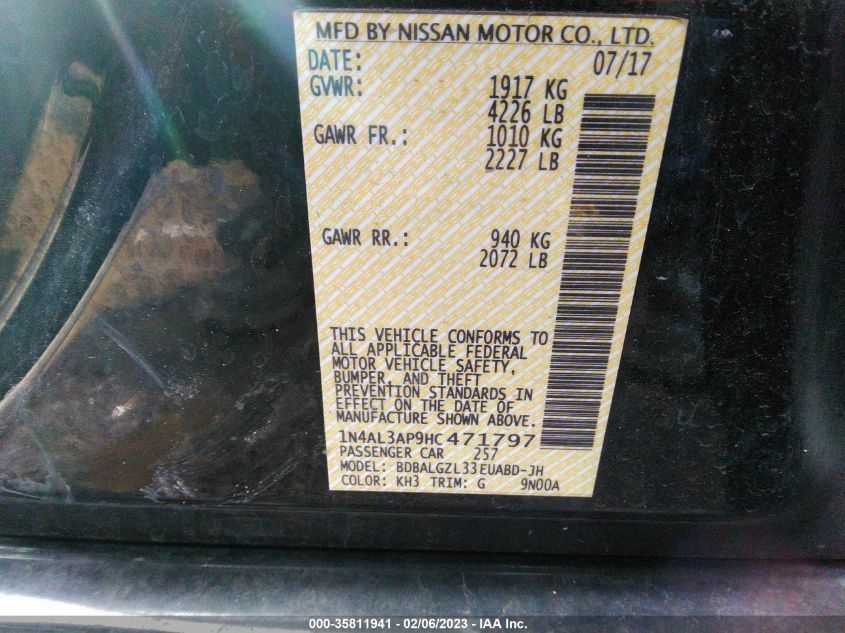 MFD BY NISSAN MOTOR CO., LTD.
DATE: 07/17
GVWR: 1917 KG
4226 LB
GAWR FR.: 1010 KG
2227 LB
GAWR RR.: 940 KG
2072 LB
THIS VEHICLE CONFORMS TO
ALL APPLICABLE FEDERAL
MOTOR VEHICLE SAFETY,
BUMPER, AND THEFT
PREVENTION STANDARDS IN
EFFECT ON THE DATE OF
MANUFACTURE SHOWN ABOVE.
1N4AL3AP9HC471797
PASSENGER CAR 257
MODEL: BDBALGZL33EUABD-JH
COLOR: KH3 TRIM: G 9N00A
000-35811941 - 02/06/2023 - IAA Inc.